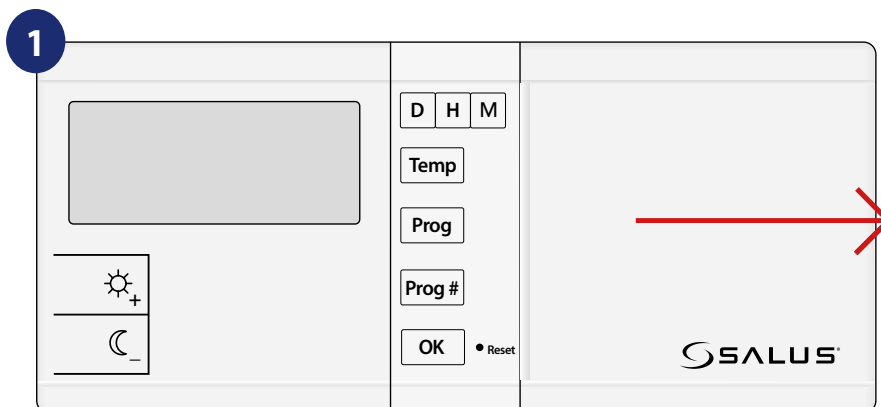 1
D H M
Temp
Prog
Prog #
OK
Reset
SALUS
+
–